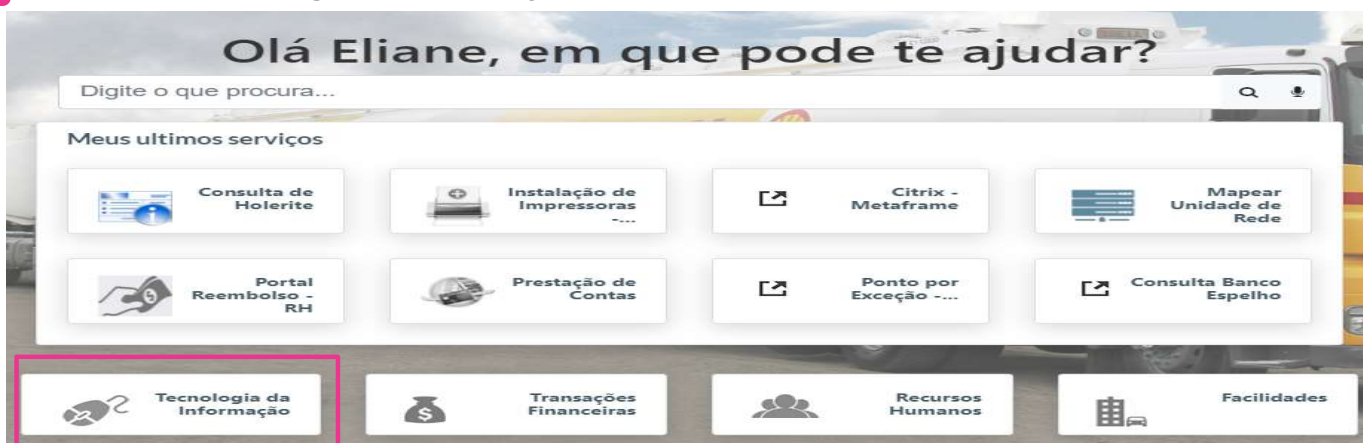 Olá Eliane, em que pode te ajudar?
Digite o que procura...
Meus ultimos serviços
Consulta de
Holerite
Instalação de
Impressoras
-...
Citrix -
Metaframe
Mapear
Unidade de
Rede
Portal
Reembolso -
RH
Prestação de
Contas
Ponto por
Exceção -...
Consulta Banco
Espelho
Tecnologia da
Informação
Transações
Financeiras
Recursos
Humanos
Facilidades